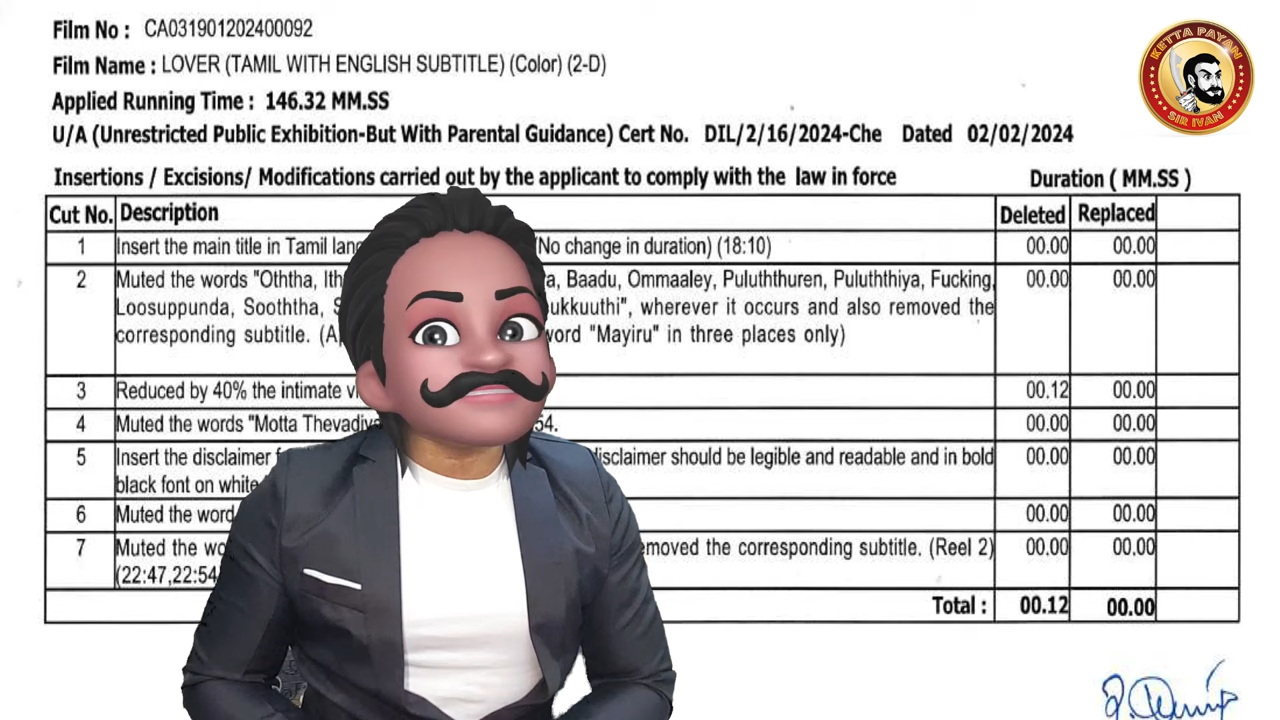 Film No : CA031901202400092
Film Name : LOVER (TAMIL WITH ENGLISH SUBTITLE) (Color) (2-D)
Applied Running Time : 146.32 MM.SS
U/A (Unrestricted Public Exhibition-But With Parental Guidance) Cert No. DIL/2/16/2024-Che Dated 02/02/2024
KETTA PAYAN
SIR IVAN
Insertions / Excisions/ Modifications carried out by the applicant to comply with the law in force Duration ( MM.SS )
Cut No. Description Deleted Replaced
1 Insert the main title in Tamil (No change in duration) (18:10) 00.00 00.00
2 Muted the words "Oththa, Baadu, Ommaaley, Puluththuren, Puluththiya, Fucking, 00.00 00.00
Loosuppunda, Sooththa, wherever it occurs and also removed the
corresponding subtitle. "Mayiru" in three places only)
3 Reduced by 40% the intimate 00.12 00.00
4 Muted the words "Motta 54. 00.00 00.00
5 Insert the disclaimer disclaimer should be legible and readable and in bold 00.00 00.00
black font on white
6 Muted the word 00.00 00.00
7 Muted the removed the corresponding subtitle. (Reel 2) 00.00 00.00
(22:47,22:54
Total : 00.12 00.00